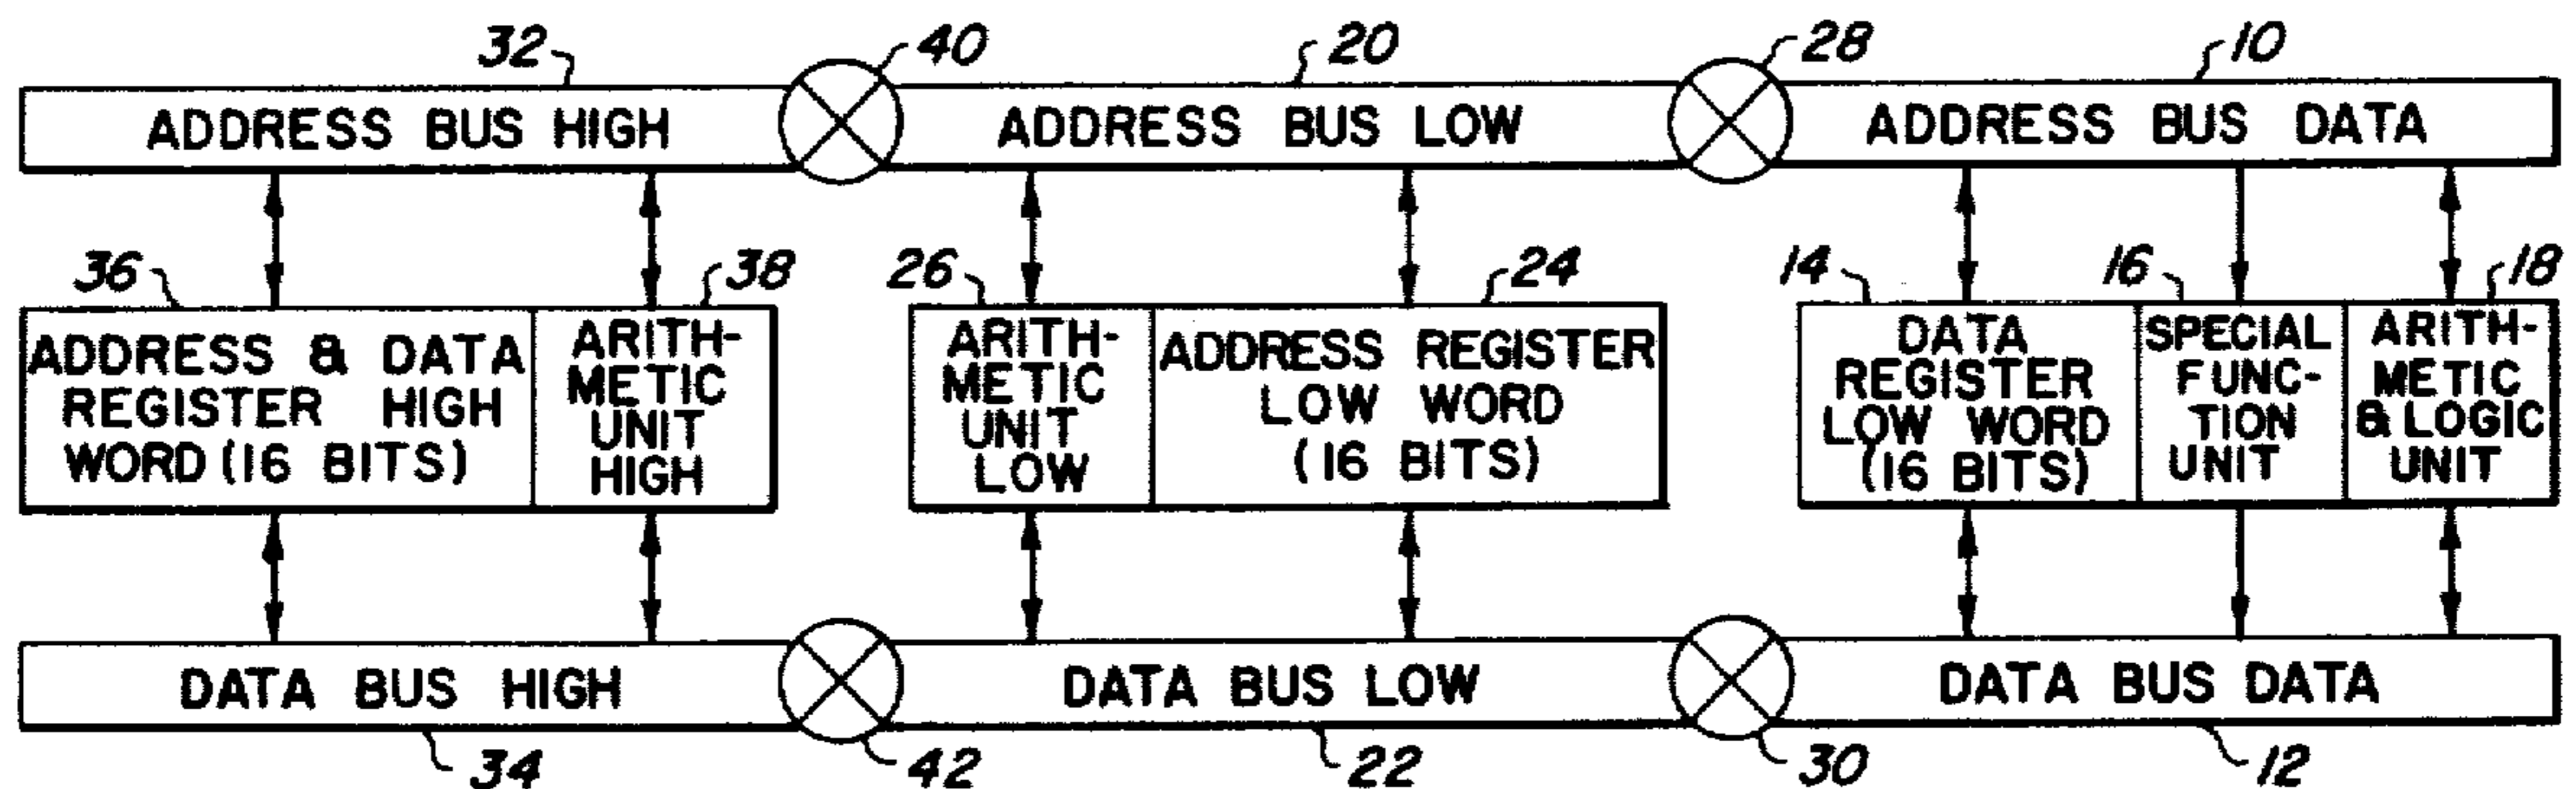 32
40
20
28
10
ADDRESS BUS HIGH
ADDRESS BUS LOW
ADDRESS BUS DATA
36
38
26
24
14
16
18
ADDRESS & DATA
REGISTER HIGH
WORD (16 BITS)
ARITH-
METIC
UNIT
HIGH
ARITH-
METIC
UNIT
LOW
ADDRESS REGISTER
LOW WORD
(16 BITS)
DATA
REGISTER
LOW WORD
(16 BITS)
SPECIAL
FUNC-
TION
UNIT
ARITH-
METIC
& LOGIC
UNIT
DATA BUS HIGH
DATA BUS LOW
DATA BUS DATA
34
42
22
30
12